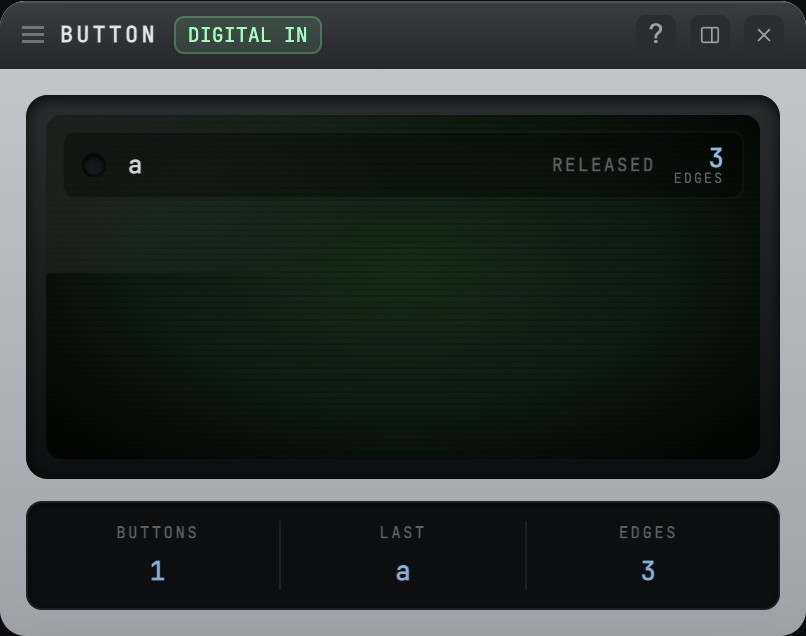 BUTTON DIGITAL IN ?
a RELEASED 3
EDGES
BUTTONS LAST EDGES
1 a 3